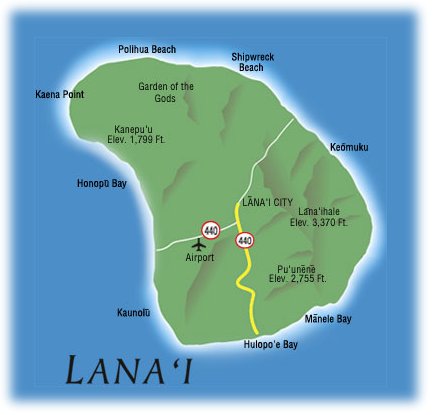 Polihua Beach
Shipwreck
Beach
Garden of the
Gods
Kaena Point
Kanepu'u
Elev. 1,799 Ft.
Keōmuku
Honopū Bay
LĀNA'I CITY
Lāna'ihale
Elev. 3,370 Ft.
440
440
Airport
Pu'unēnē
Elev. 2,755 Ft.
Kaunolū
Mānele Bay
Hulopo'e Bay
LANA‘I